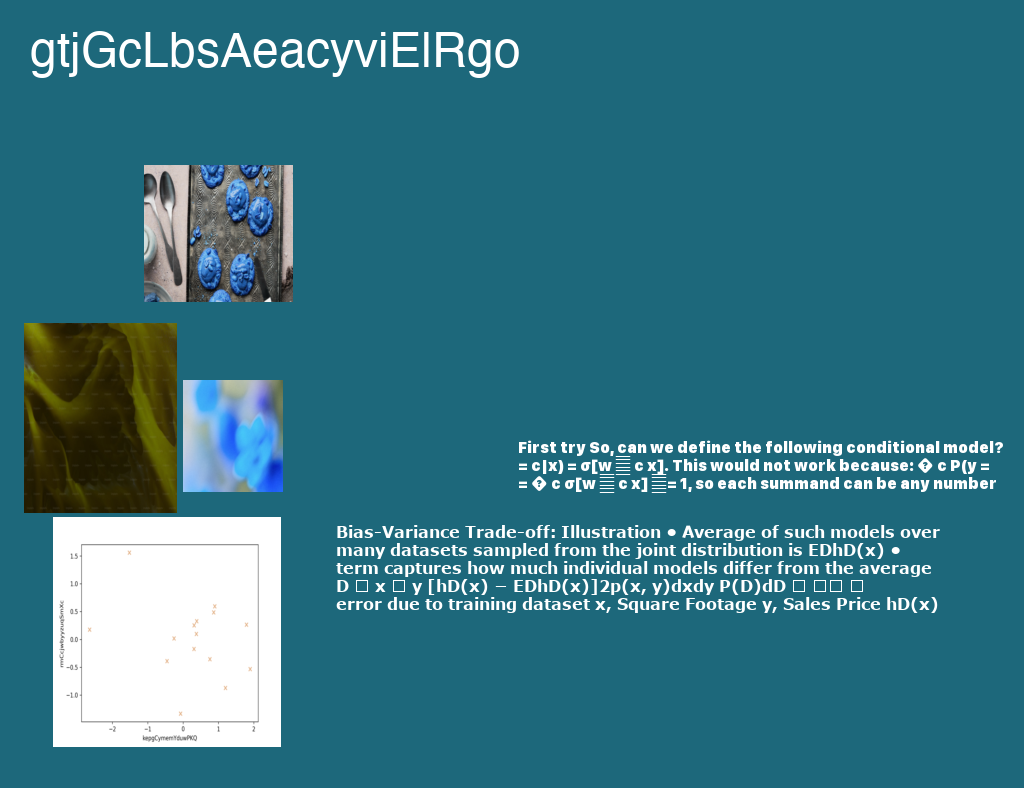 gtjGcLbsAeacyviElRgo
First try So, can we define the following conditional model?
= c|x) = σ[w 𝄚 c x]. This would not work because: � c P(y =
= � c σ[w 𝄚 c x] 𝄚= 1, so each summand can be any number
Bias-Variance Trade-off: Illustration • Average of such models over
many datasets sampled from the joint distribution is EDhD(x) •
term captures how much individual models differ from the average
D □ x □ y [hD(x) − EDhD(x)]2p(x, y)dxdy P(D)dD □ □□ □
error due to training dataset x, Square Footage y, Sales Price hD(x)
1.5
1.0
0.5
0.0
−0.5
−1.0
−2 −1 0 1 2
kepgCymemYduwPKQ